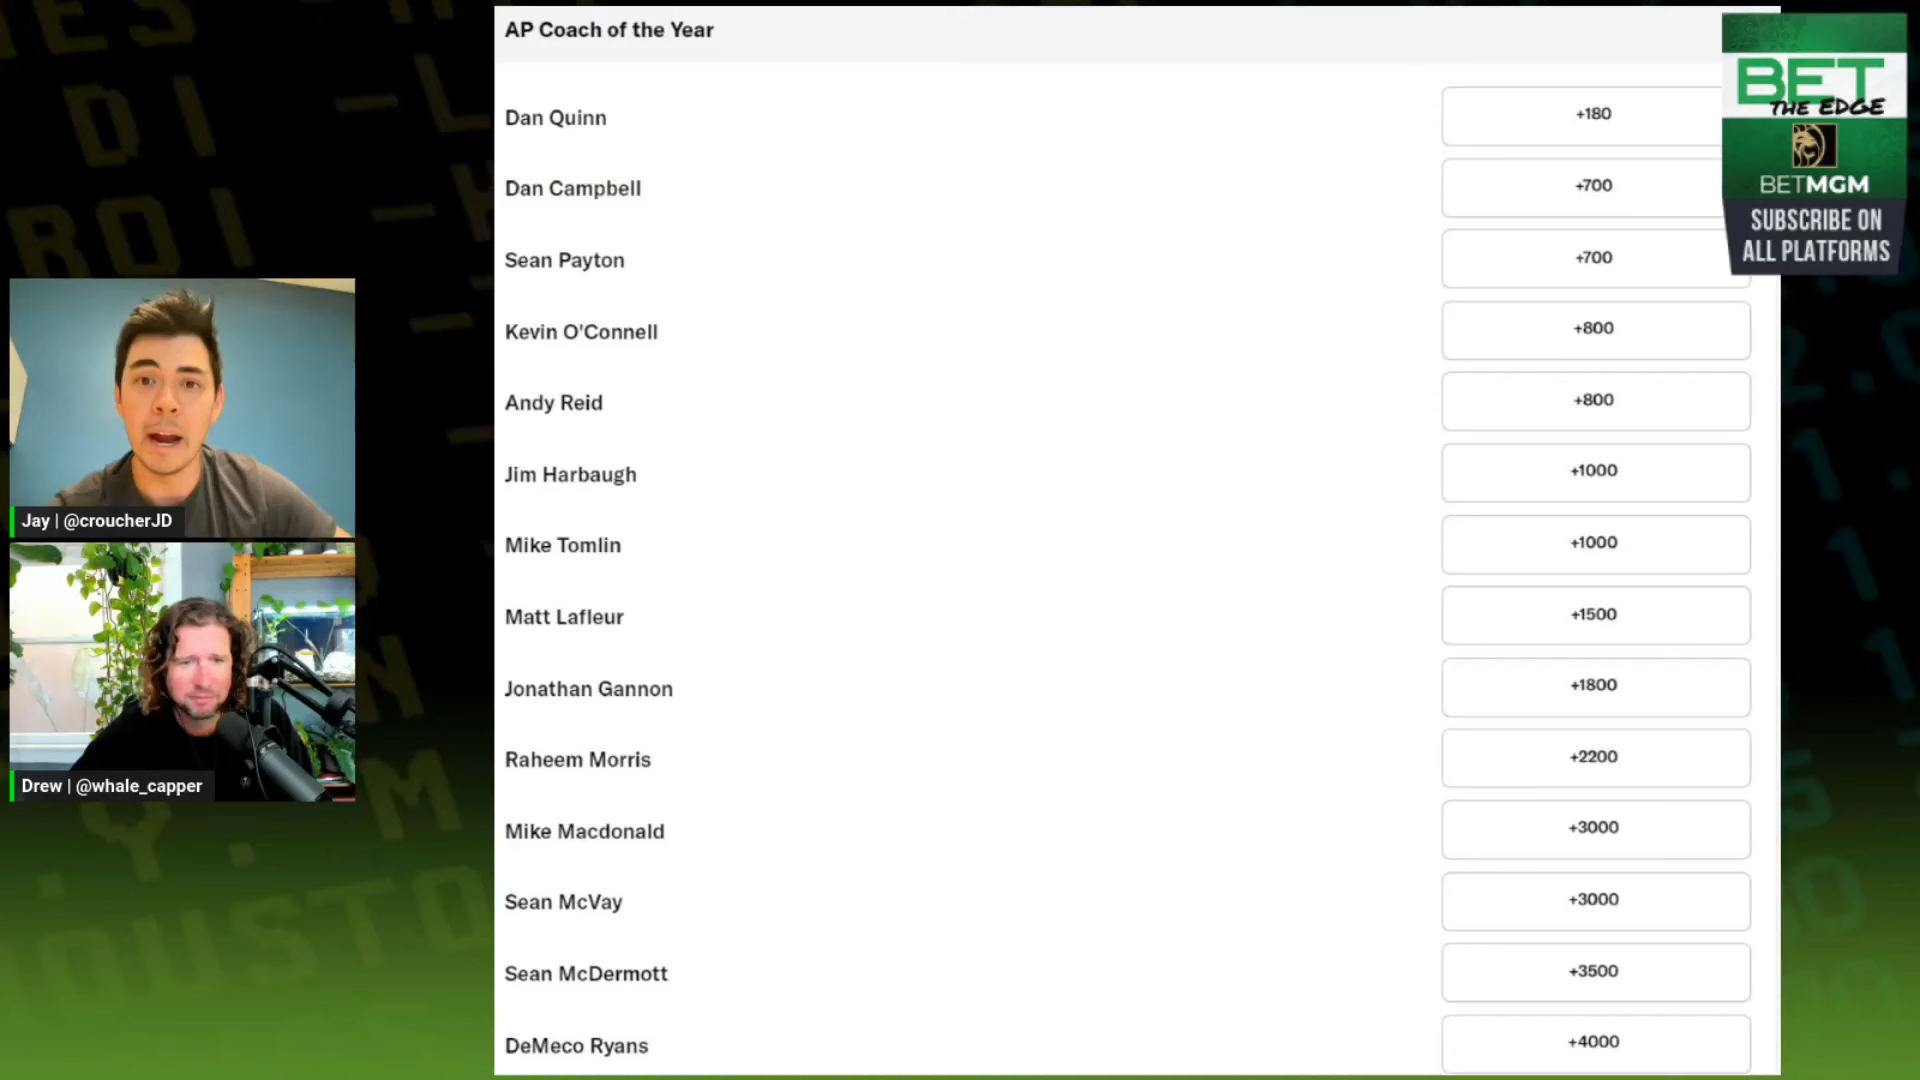 AP Coach of the Year
Dan Quinn +180
Dan Campbell +700
Sean Payton +700
Kevin O'Connell +800
Andy Reid +800
Jim Harbaugh +1000
Mike Tomlin +1000
Matt Lafleur +1500
Jonathan Gannon +1800
Raheem Morris +2200
Mike Macdonald +3000
Sean McVay +3000
Sean McDermott +3500
DeMeco Ryans +4000
BET
THE EDGE
BETMGM
SUBSCRIBE ON
ALL PLATFORMS
Jay | @croucherJD
Drew | @whale_capper